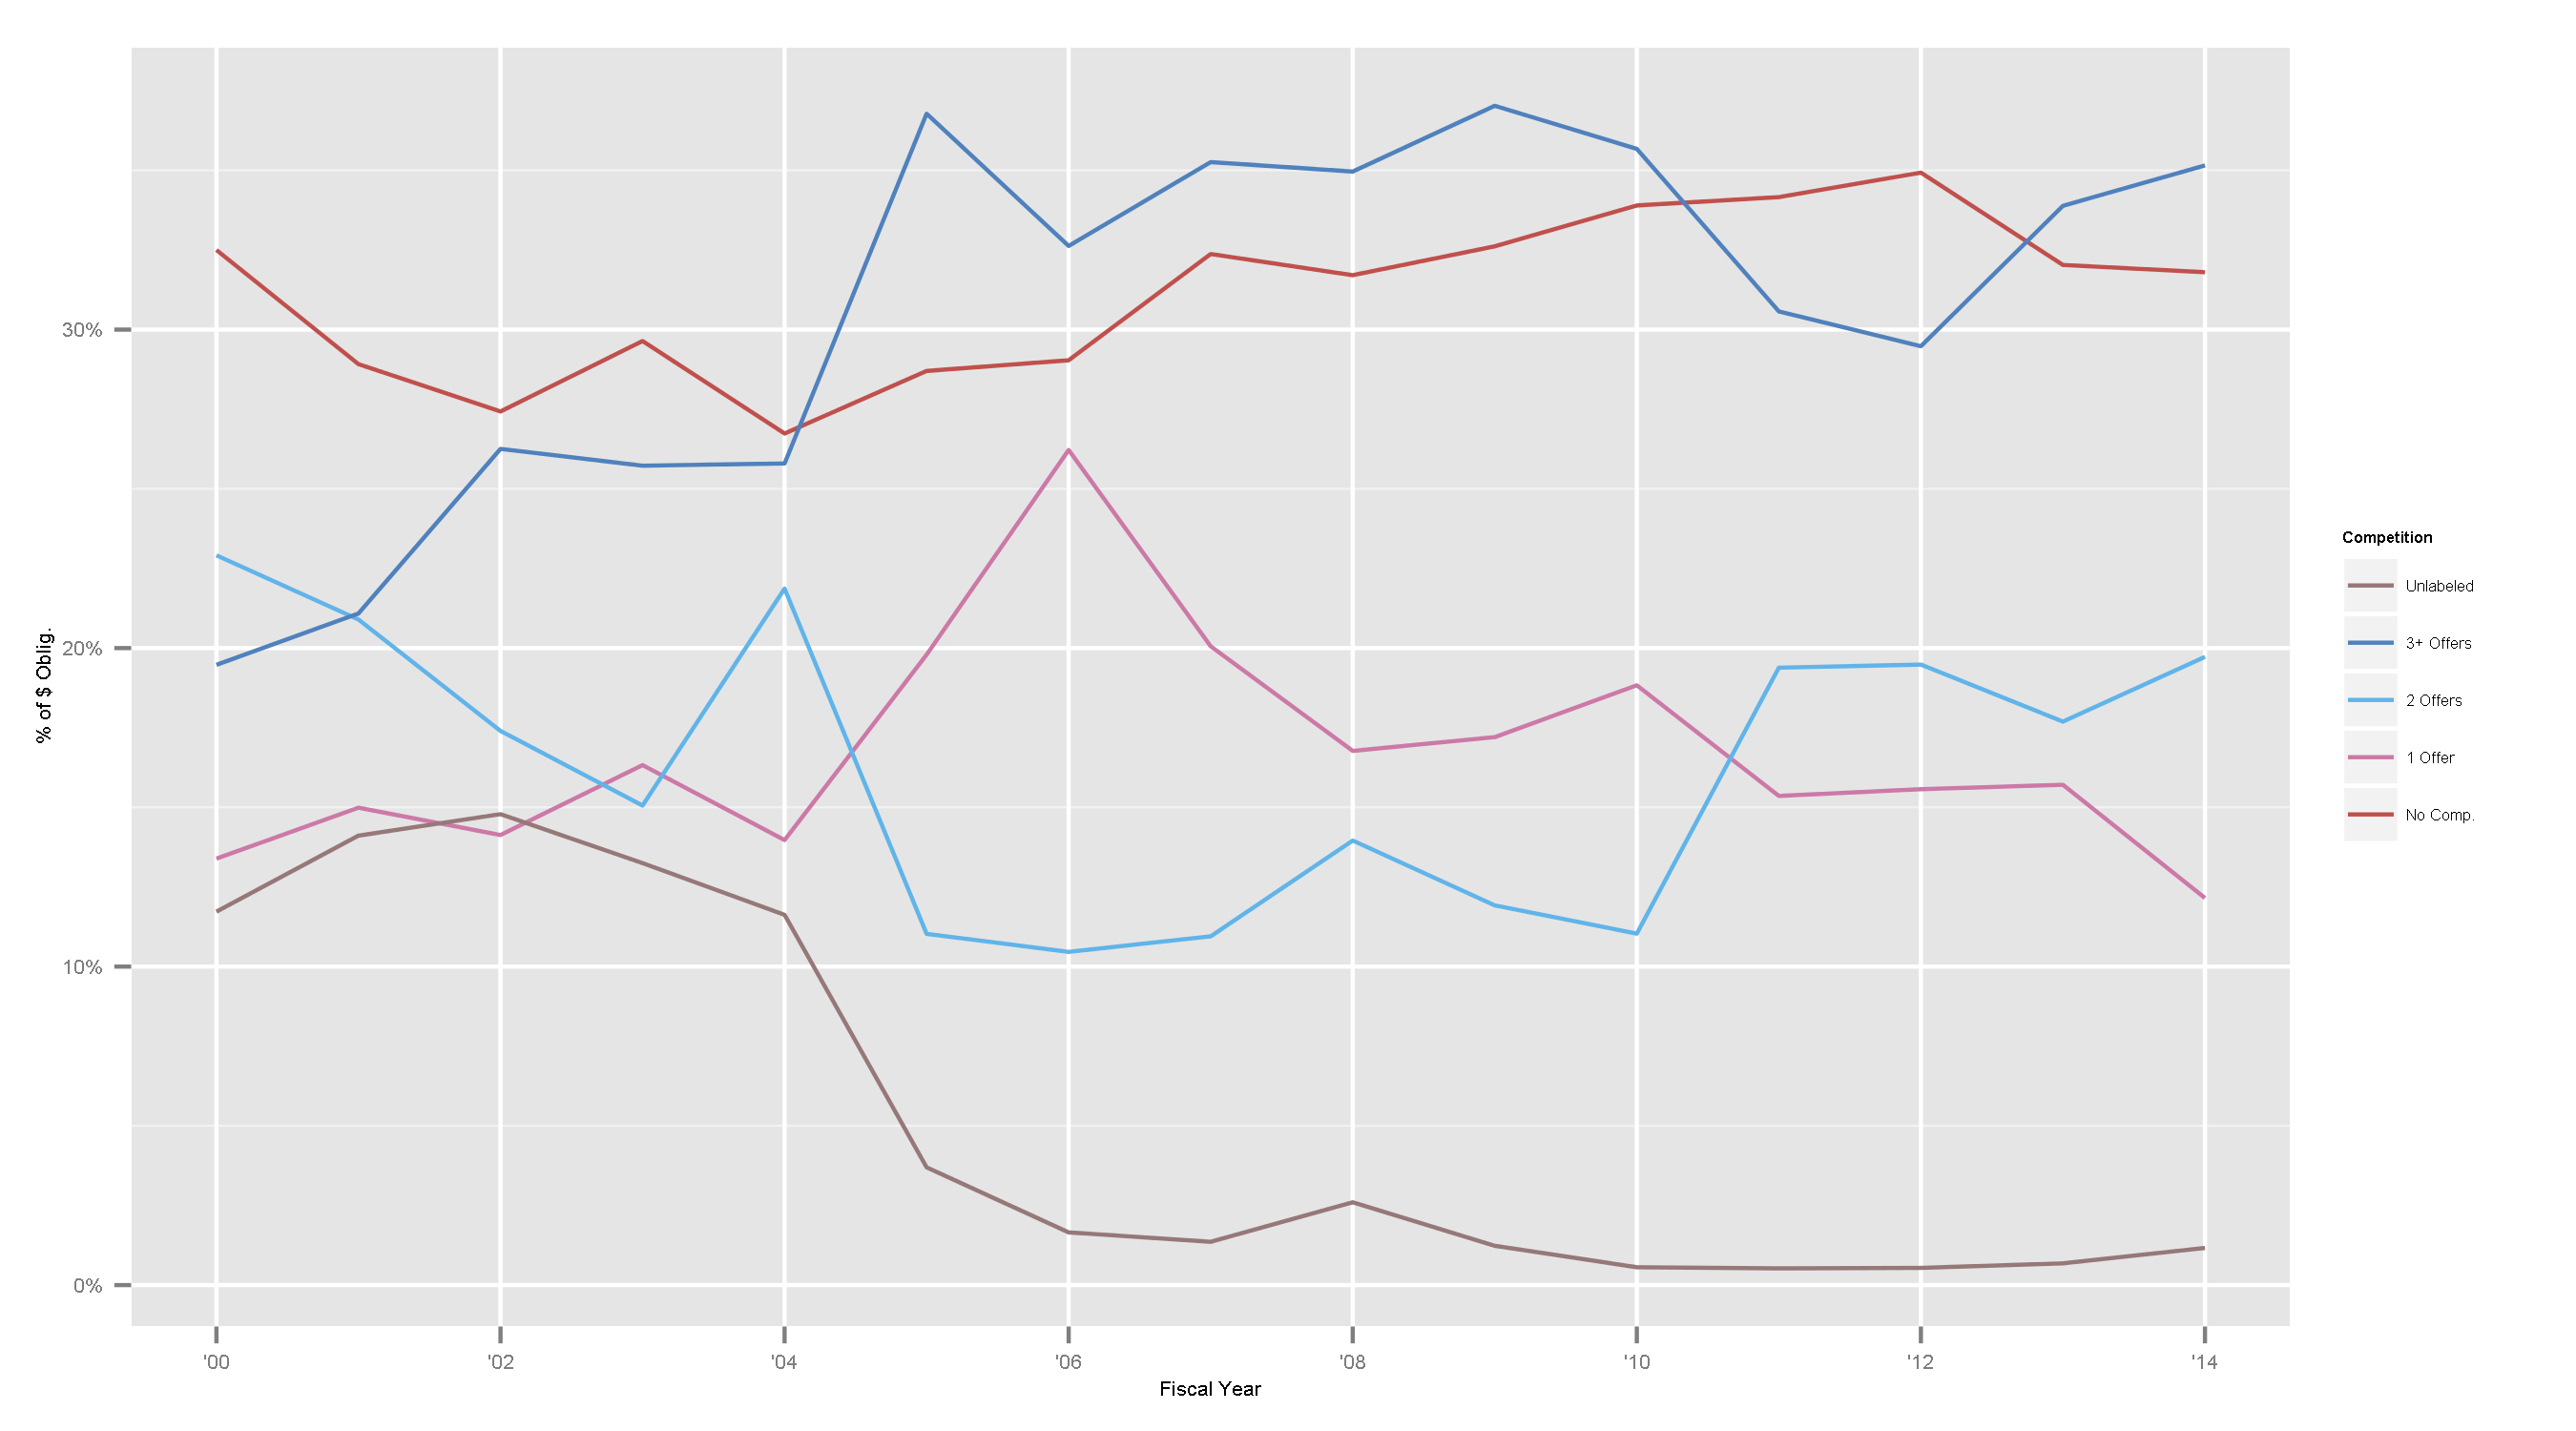 % of $ Oblig.
30%
20%
10%
0%
'00 '02 '04 '06 '08 '10 '12 '14
Fiscal Year
Competition
Unlabeled
3+ Offers
2 Offers
1 Offer
No Comp.